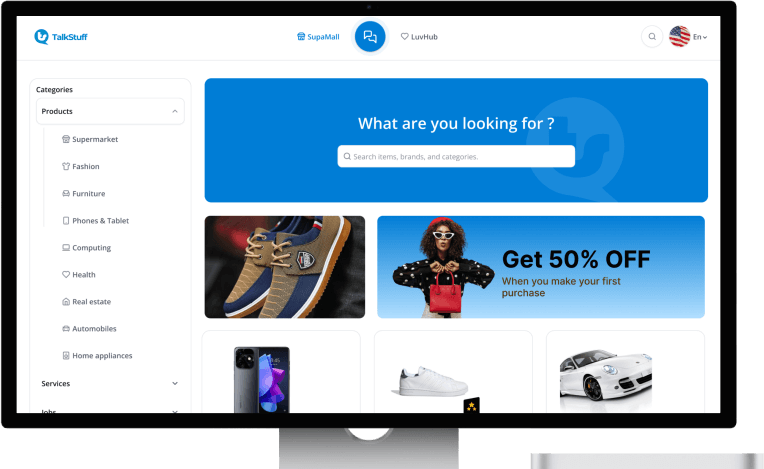 TalkStuff
SupaMall
LuvHub
En
Categories
Products
Supermarket
Fashion
Furniture
Phones & Tablet
Computing
Health
Real estate
Automobiles
Home appliances
Services
Jobs
What are you looking for ?
Search items, brands, and categories.
Get 50% OFF
When you make your first
purchase